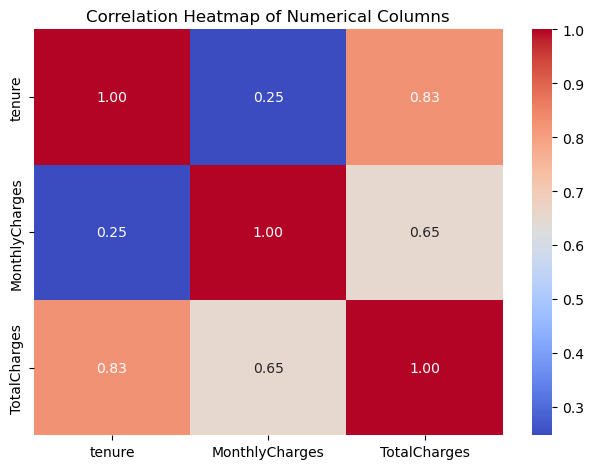 Correlation Heatmap of Numerical Columns
tenure
MonthlyCharges
TotalCharges
1.00 0.25 0.83
0.25 1.00 0.65
0.83 0.65 1.00
tenure MonthlyCharges TotalCharges
1.0
0.9
0.8
0.7
0.6
0.5
0.4
0.3